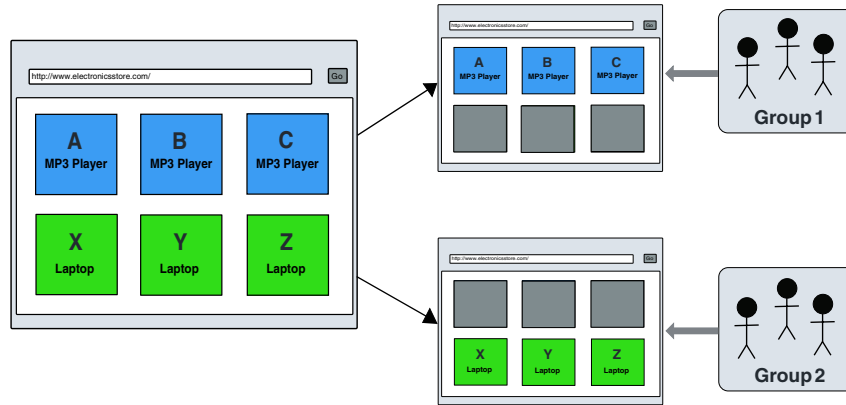 http://www.electronicsstore.com/ Go
A B C
MP3 Player MP3 Player MP3 Player
X Y Z
Laptop Laptop Laptop
http://www.electronicsstore.com/ Go
A B C
MP3 Player MP3 Player MP3 Player
Group 1
http://www.electronicsstore.com/ Go
X Y Z
Laptop Laptop Laptop
Group 2